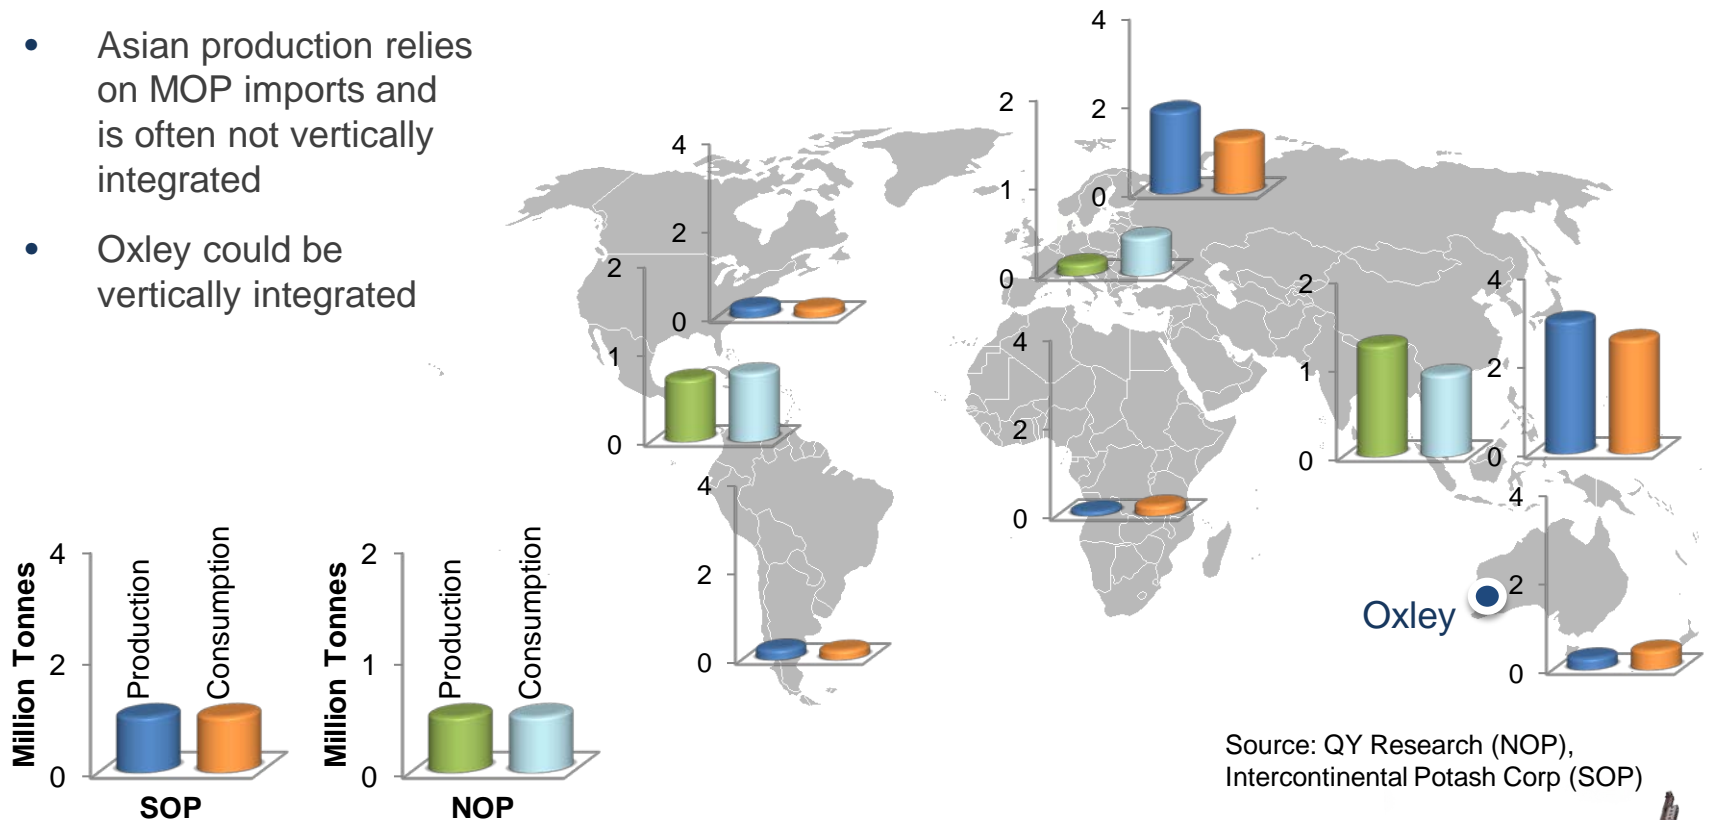 • Asian production relies
on MOP imports and
is often not vertically
integrated
• Oxley could be
vertically integrated
4
2
0
2
1
0
4
2
0
2
1
0
4
2
0
4
2
0
2
1
0
4
2
0
4
2
0
Oxley
Million Tonnes
4
2
0
Production
Consumption
SOP
Million Tonnes
2
1
0
Production
Consumption
NOP
Source: QY Research (NOP),
Intercontinental Potash Corp (SOP)